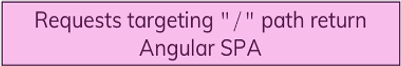 Requests targeting "/" path return
Angular SPA